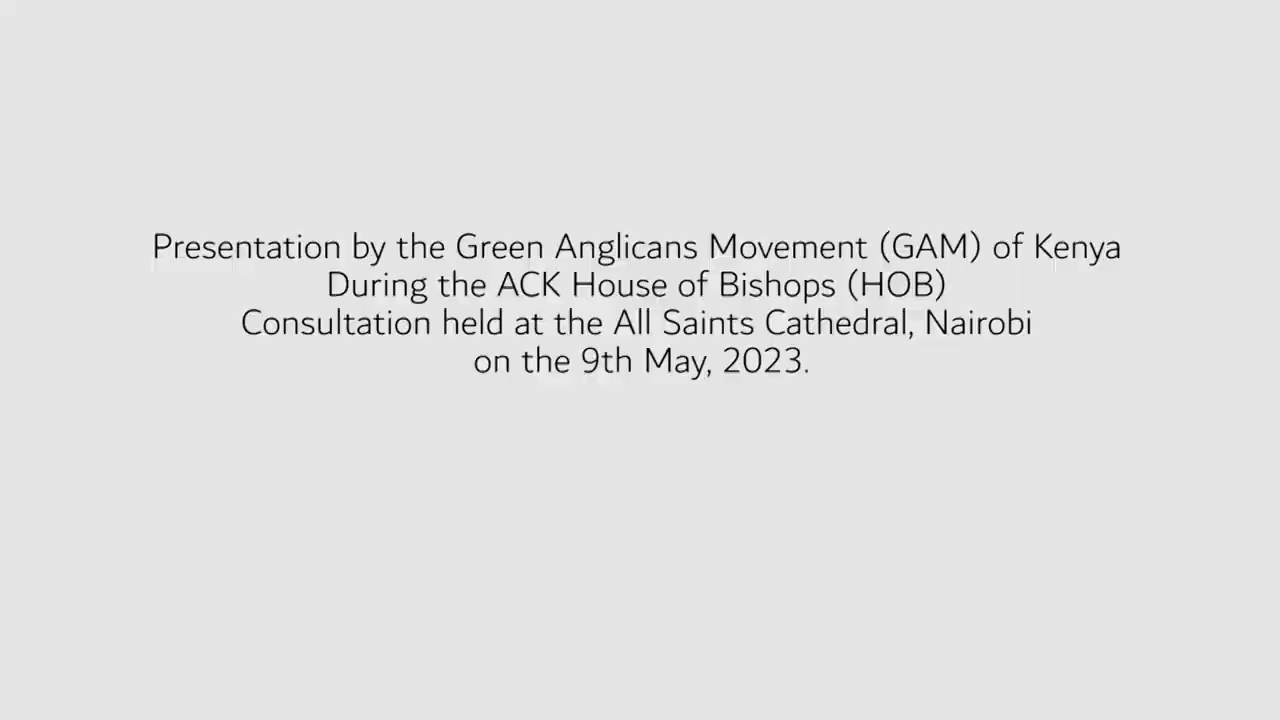 Presentation by the Green Anglicans Movement (GAM) of Kenya
During the ACK House of Bishops (HOB)
Consultation held at the All Saints Cathedral, Nairobi
on the 9th May, 2023.